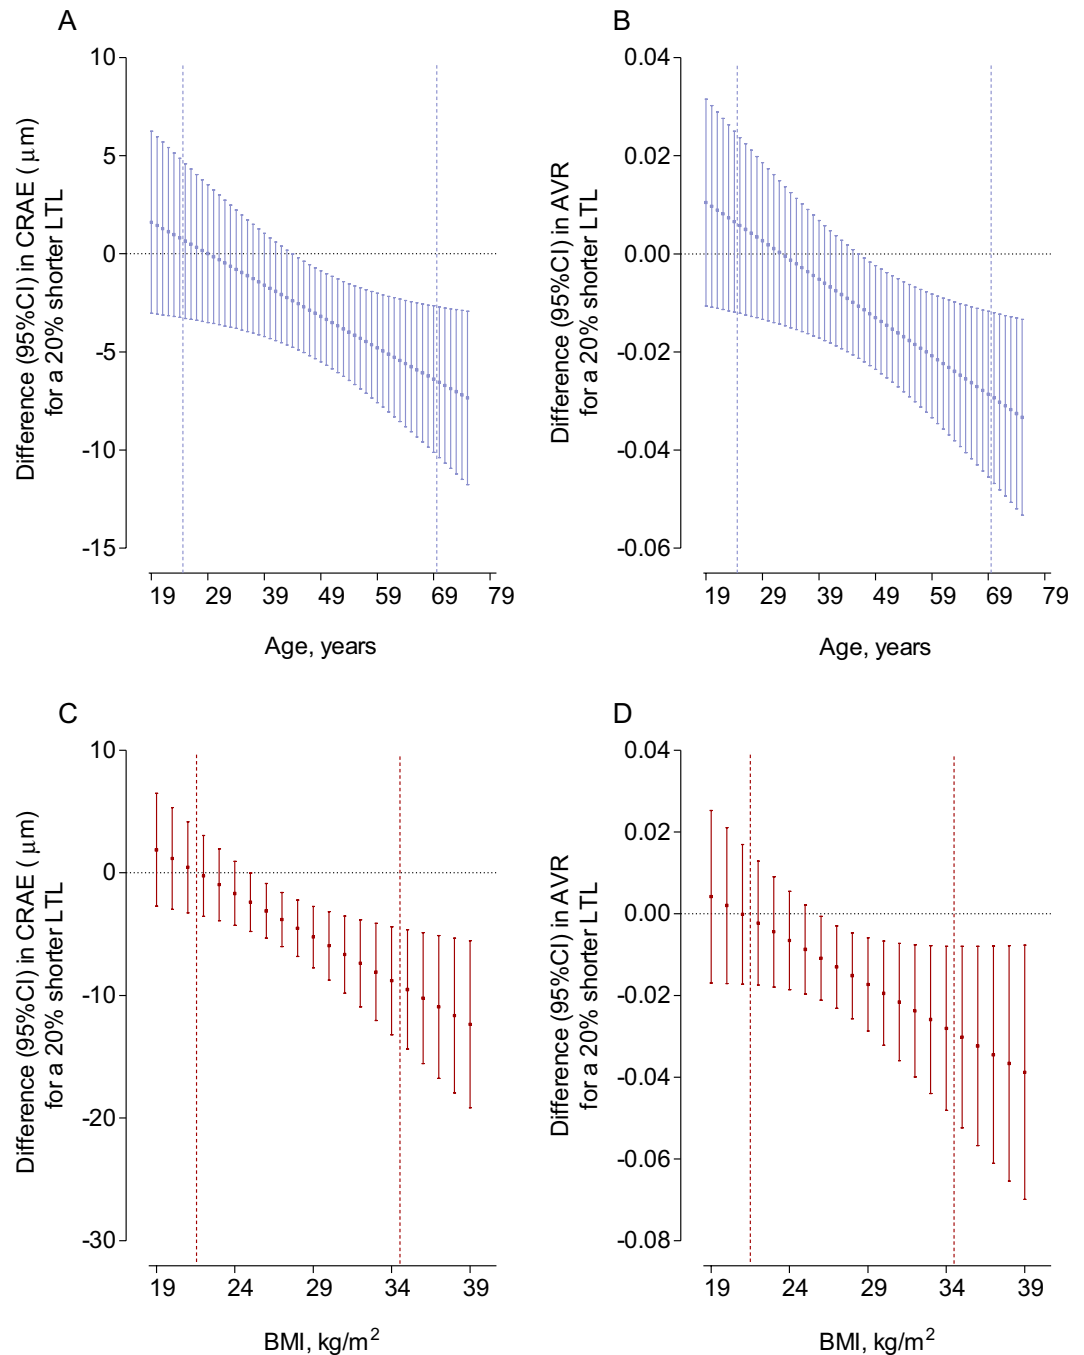 A
Difference (95%CI) in CRAE ( μm)
for a 20% shorter LTL
10
5
0
-5
-10
-15
19 29 39 49 59 69 79
Age, years
B
Difference (95%CI) in AVR
for a 20% shorter LTL
0.04
0.02
0.00
-0.02
-0.04
-0.06
19 29 39 49 59 69 79
Age, years
C
Difference (95%CI) in CRAE ( μm)
for a 20% shorter LTL
10
0
-10
-20
-30
19 24 29 34 39
BMI, kg/m²
D
Difference (95%CI) in AVR
for a 20% shorter LTL
0.04
0.02
0.00
-0.02
-0.04
-0.06
-0.08
19 24 29 34 39
BMI, kg/m²